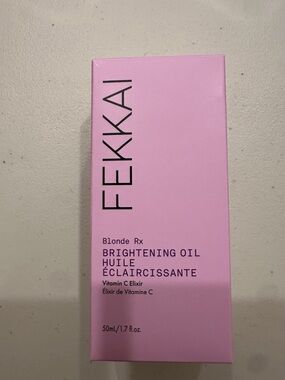 FEKKAI
Blonde Rx
BRIGHTENING OIL
HUILE
ÉCLAIRCISSANTE
Vitamin C Elixir
Élixir de Vitamine C
50mL/1.7 fl.oz.